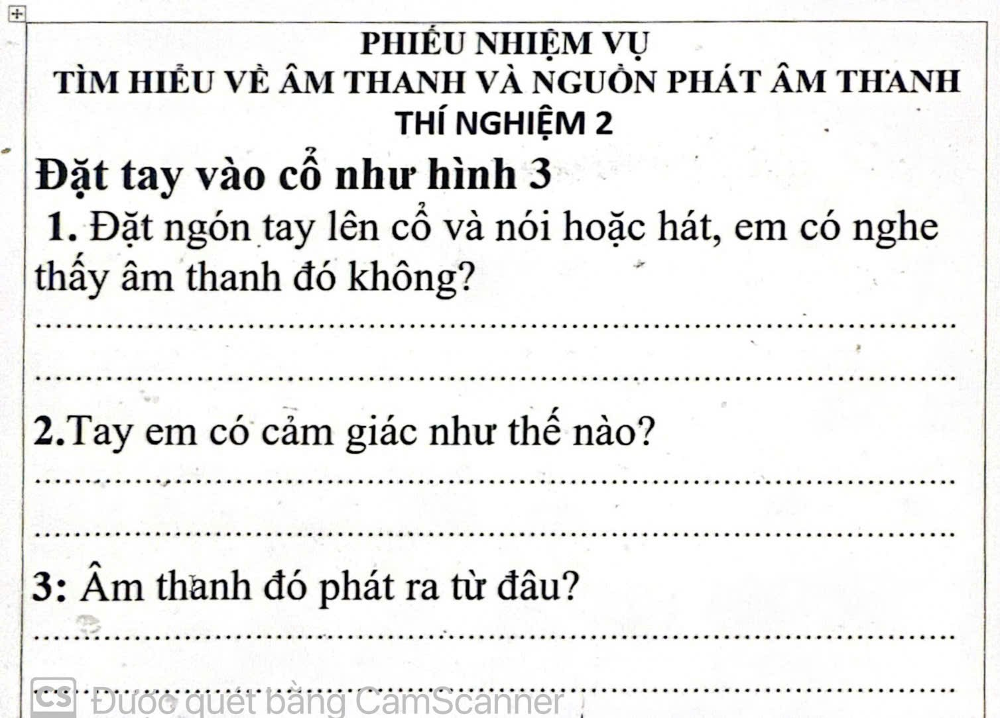 PHIẾU NHIỆM VỤ
TÌM HIỂU VỀ ÂM THANH VÀ NGUỒN PHÁT ÂM THANH
THÍ NGHIỆM 2
Đặt tay vào cổ như hình 3
1. Đặt ngón tay lên cổ và nói hoặc hát, em có nghe
thấy âm thanh đó không?
2.Tay em có cảm giác như thế nào?
3: Âm thanh đó phát ra từ đâu?
CS Được quét bằng CamScanner